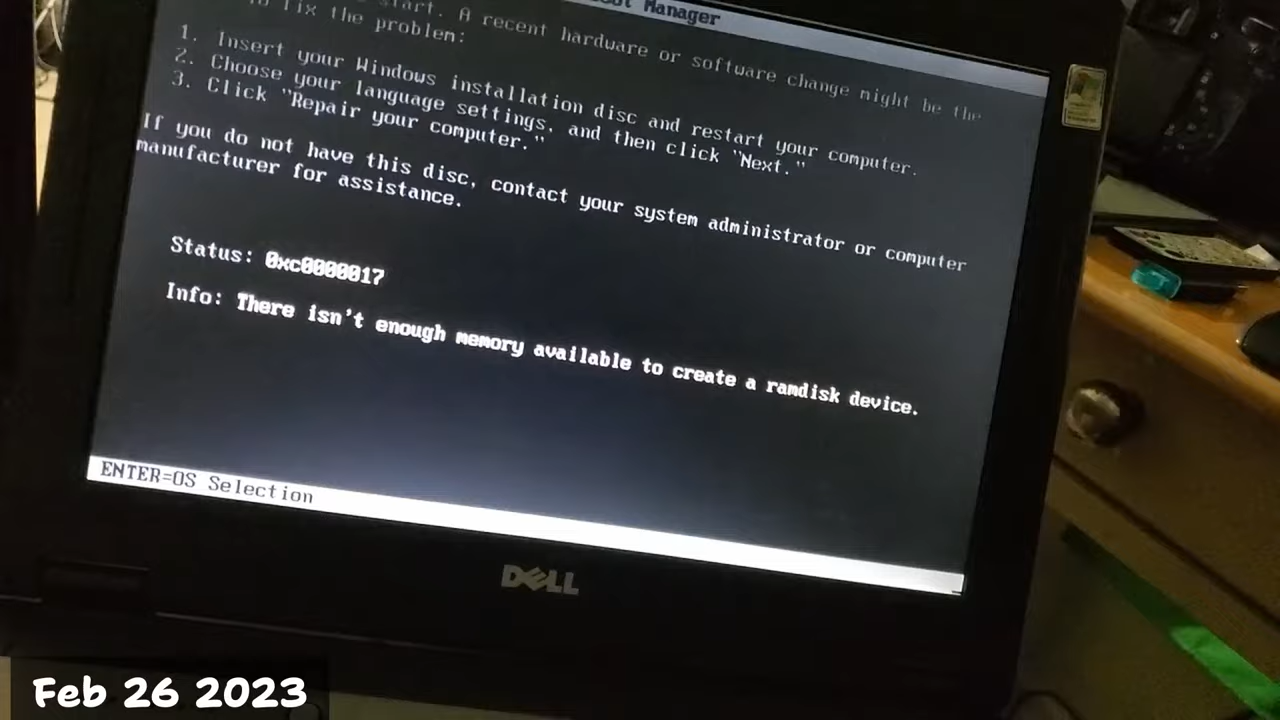 Manager
start. A recent hardware or software change might be the
To fix the problem:
1. Insert your Windows installation disc and restart your computer.
2. Choose your language settings, and then click "Next."
3. Click "Repair your computer."
If you do not have this disc, contact your system administrator or computer
manufacturer for assistance.
Status: 0xc0000017
Info: There isn't enough memory available to create a ramdisk device.
ENTER=OS Selection
DELL
Feb 26 2023